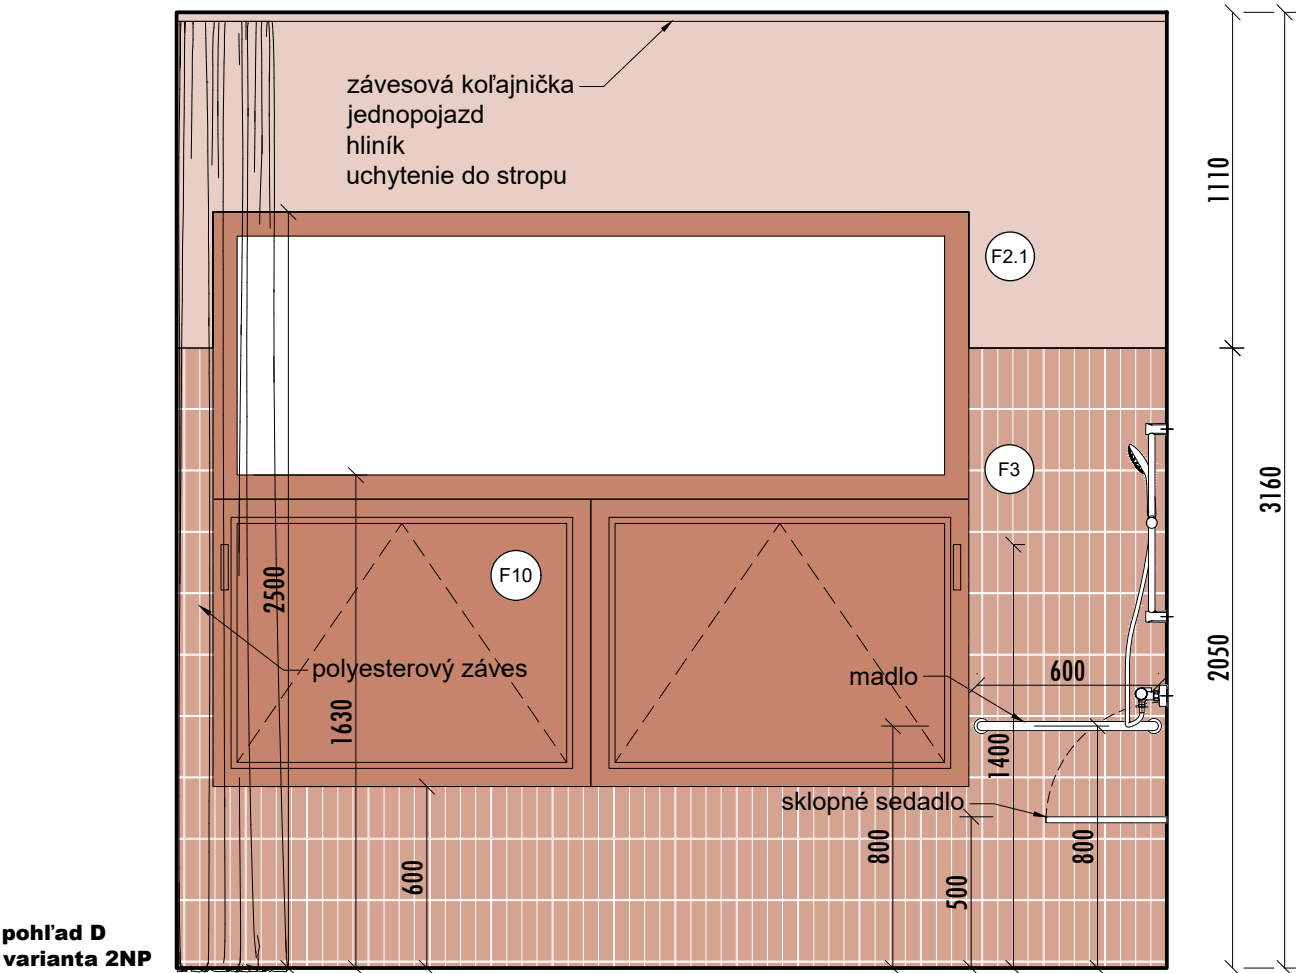 závesová koľajnička
jednopojazd
hliník
uchytenie do stropu
1110
F2.1
F3
3160
F10
2500
polyesterový záves
madlo
600
2050
1630
1400
sklopné sedadlo
800
800
600
500
pohľad D
varianta 2NP